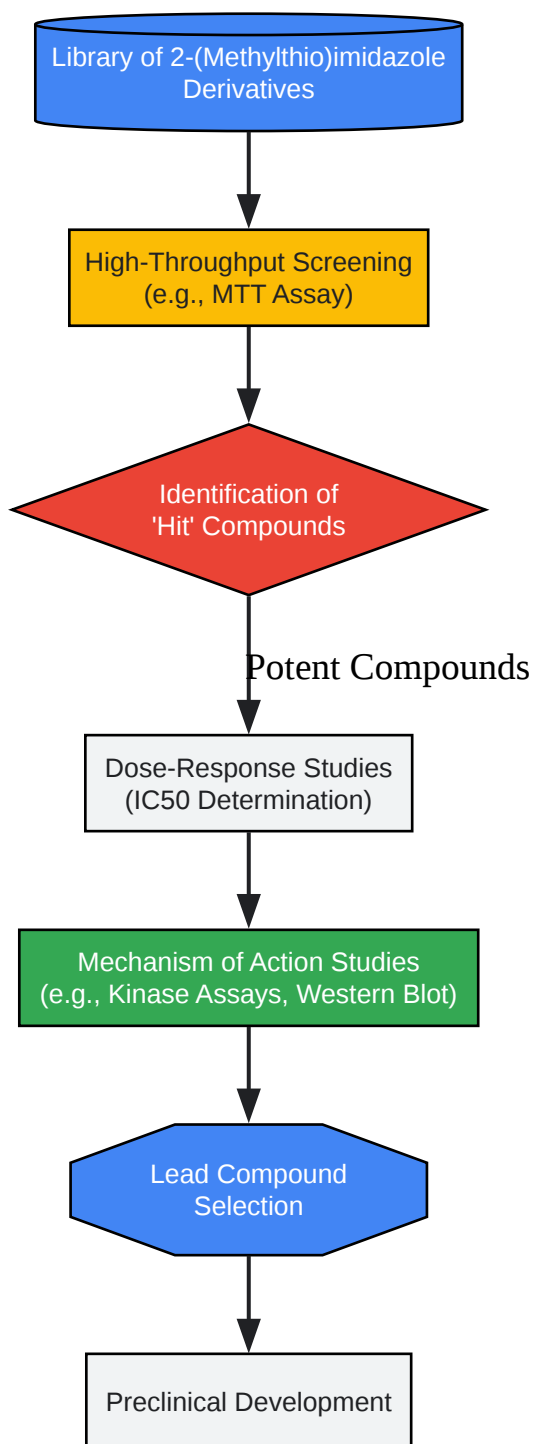 Library of 2-(Methylthio)imidazole
Derivatives
High-Throughput Screening
(e.g., MTT Assay)
Identification of
'Hit' Compounds
Potent Compounds
Dose-Response Studies
(IC50 Determination)
Mechanism of Action Studies
(e.g., Kinase Assays, Western Blot)
Lead Compound
Selection
Preclinical Development